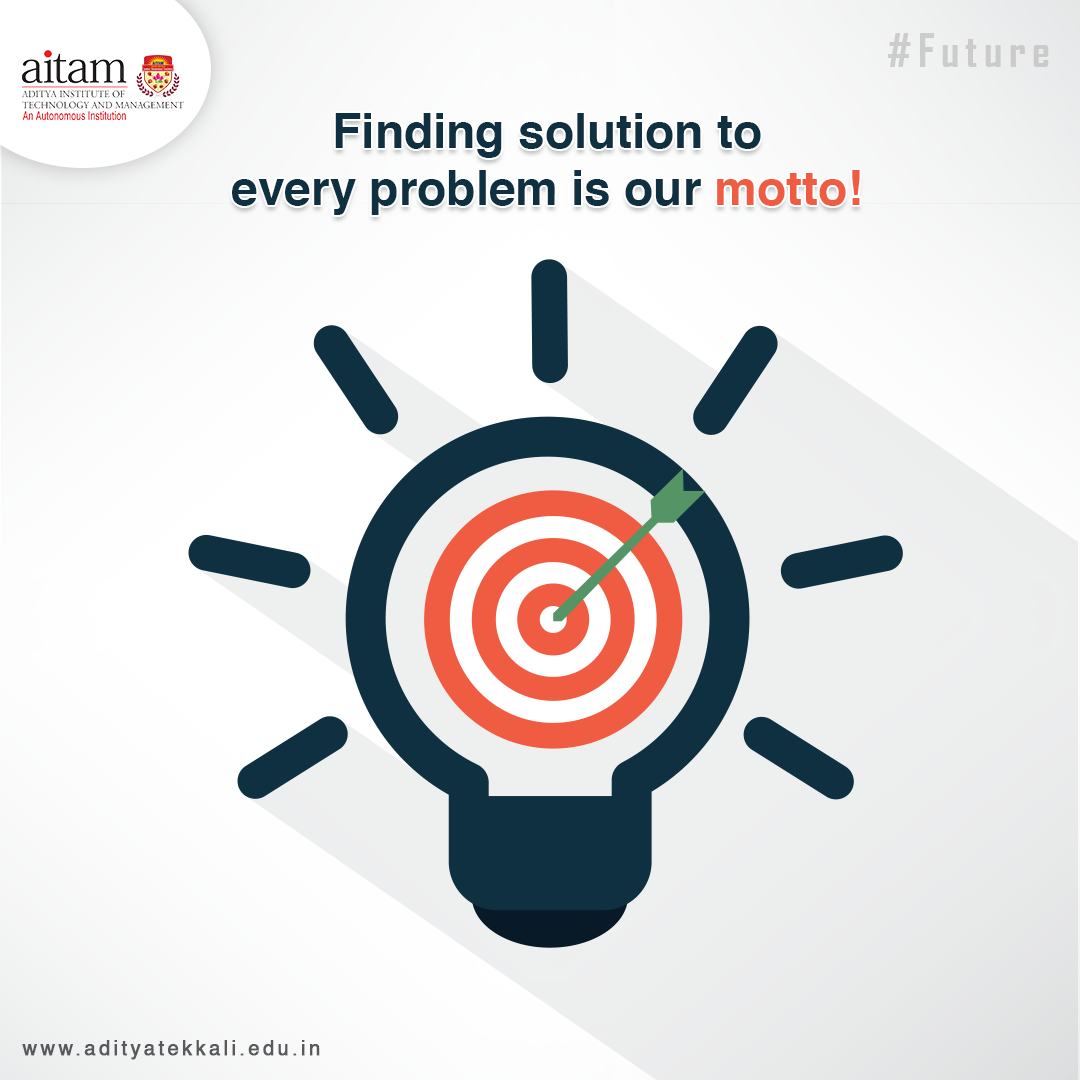 aitam
ADITYA INSTITUTE OF
TECHNOLOGY AND MANAGEMENT
An Autonomous Institution
#Future
Finding solution to
every problem is our motto!
www.adityatekkali.edu.in